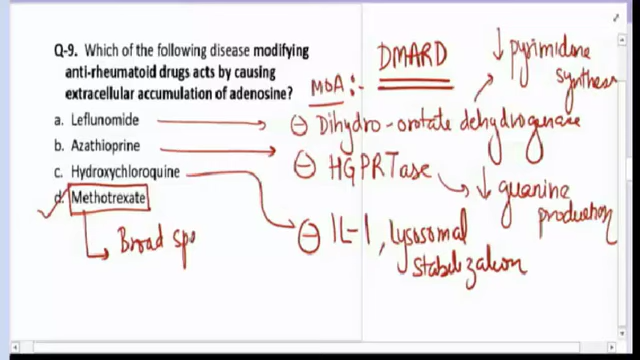 Q-9. Which of the following disease modifying
anti-rheumatoid drugs acts by causing
extracellular accumulation of adenosine?
a. Leflunomide
b. Azathioprine
c. Hydroxychloroquine
d. Methotrexate
Broad spe
DMARD
MOA :-
↓ pyrimidine
synthesis
⊖ Dihydro-orotate dehydrogenase
⊖ HGPRTase
↓ guanine
production
⊖ IL-1, Lysosomal
stabilization